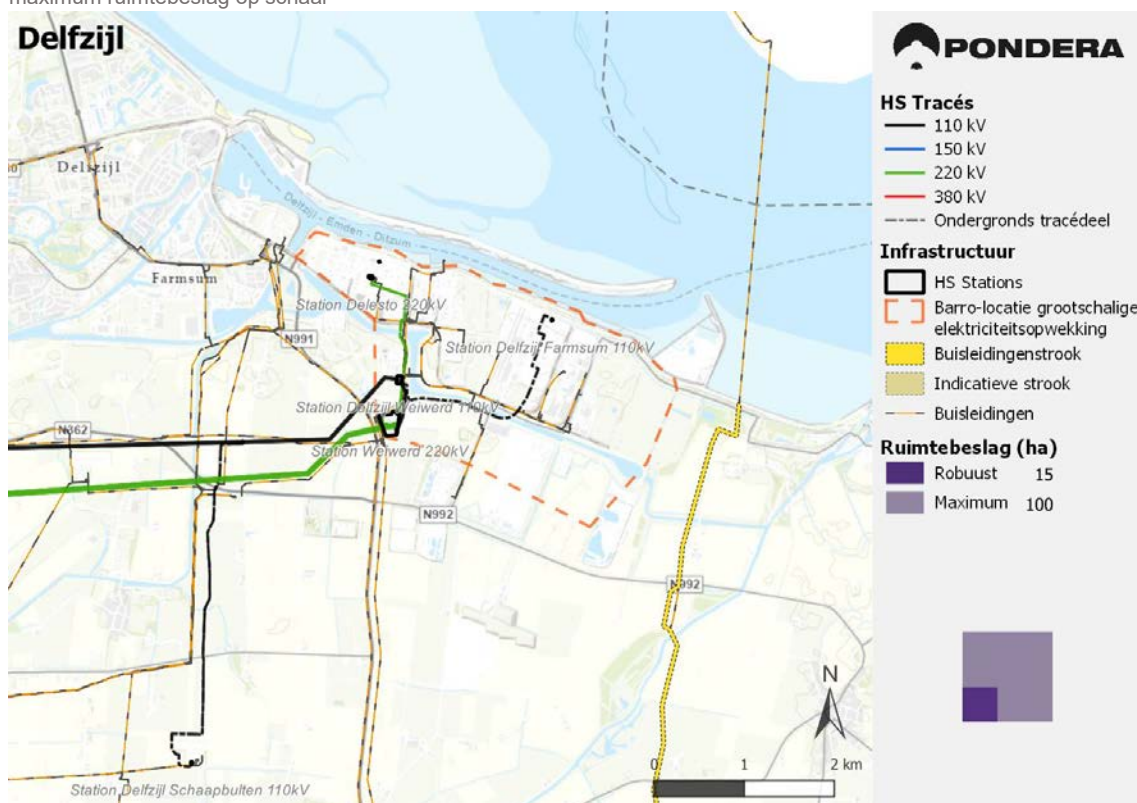 maximum ruimtebeslag op schaal
Delfzijl
Delfzijl
Farmsum
Delfzijl - Emden - Ditzum
Station Delesto 220kV
N991
Station Delfzijl Farmsum 110kV
Station Delfzijl Weiwerd 110kV
N362
Station Weiwerd 220kV
N992
N992
Station Delfzijl Schaapbulten 110kV
N
0 1 2 km
PONDERA
HS Tracés
110 kV
150 kV
220 kV
380 kV
Ondergronds tracédeel
Infrastructuur
HS Stations
Barro-locatie grootschalige
elektriciteitsopwekking
Buisleidingenstrook
Indicatieve strook
Buisleidingen
Ruimtebeslag (ha)
Robuust 15
Maximum 100